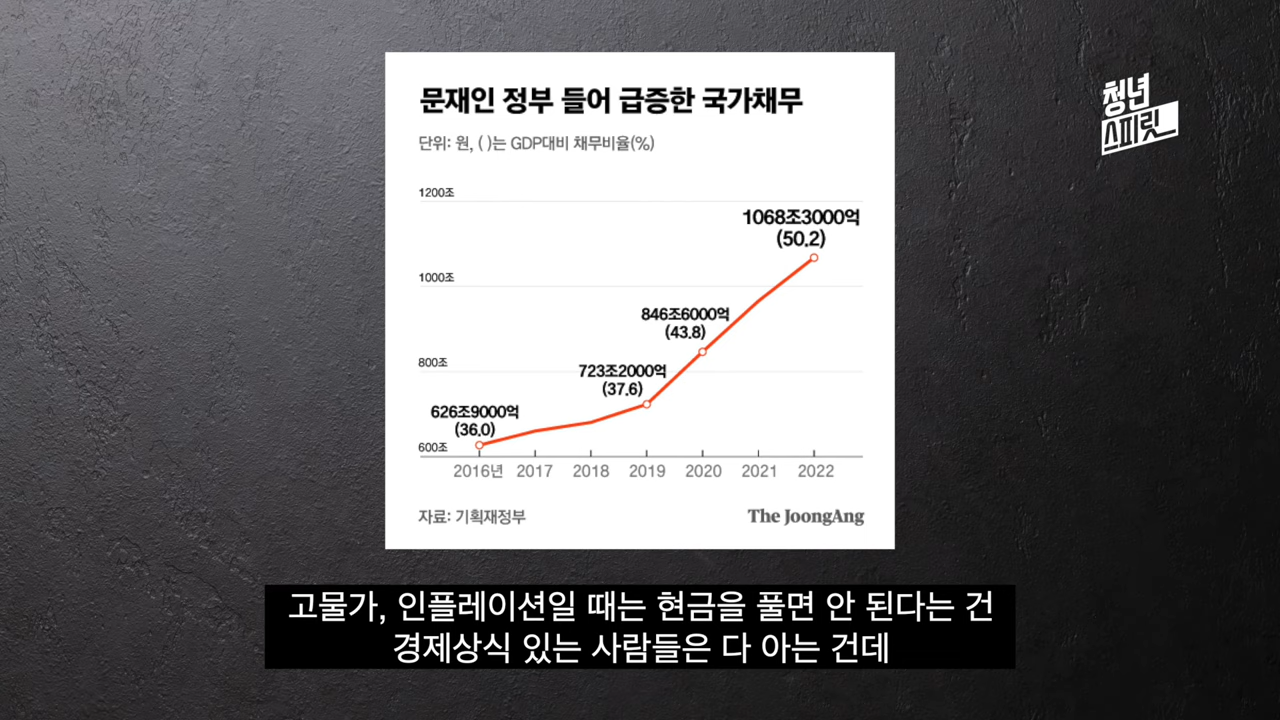 문재인 정부 들어 급증한 국가채무
단위: 원, ( )는 GDP대비 채무비율(%)
청년
스피릿
1200조
1068조3000억
(50.2)
1000조
846조6000억
(43.8)
800조
723조2000억
(37.6)
626조9000억
(36.0)
600조
2016년 2017 2018 2019 2020 2021 2022
자료: 기획재정부 The JoongAng
고물가, 인플레이션일 때는 현금을 풀면 안 된다는 건
경제상식 있는 사람들은 다 아는 건데